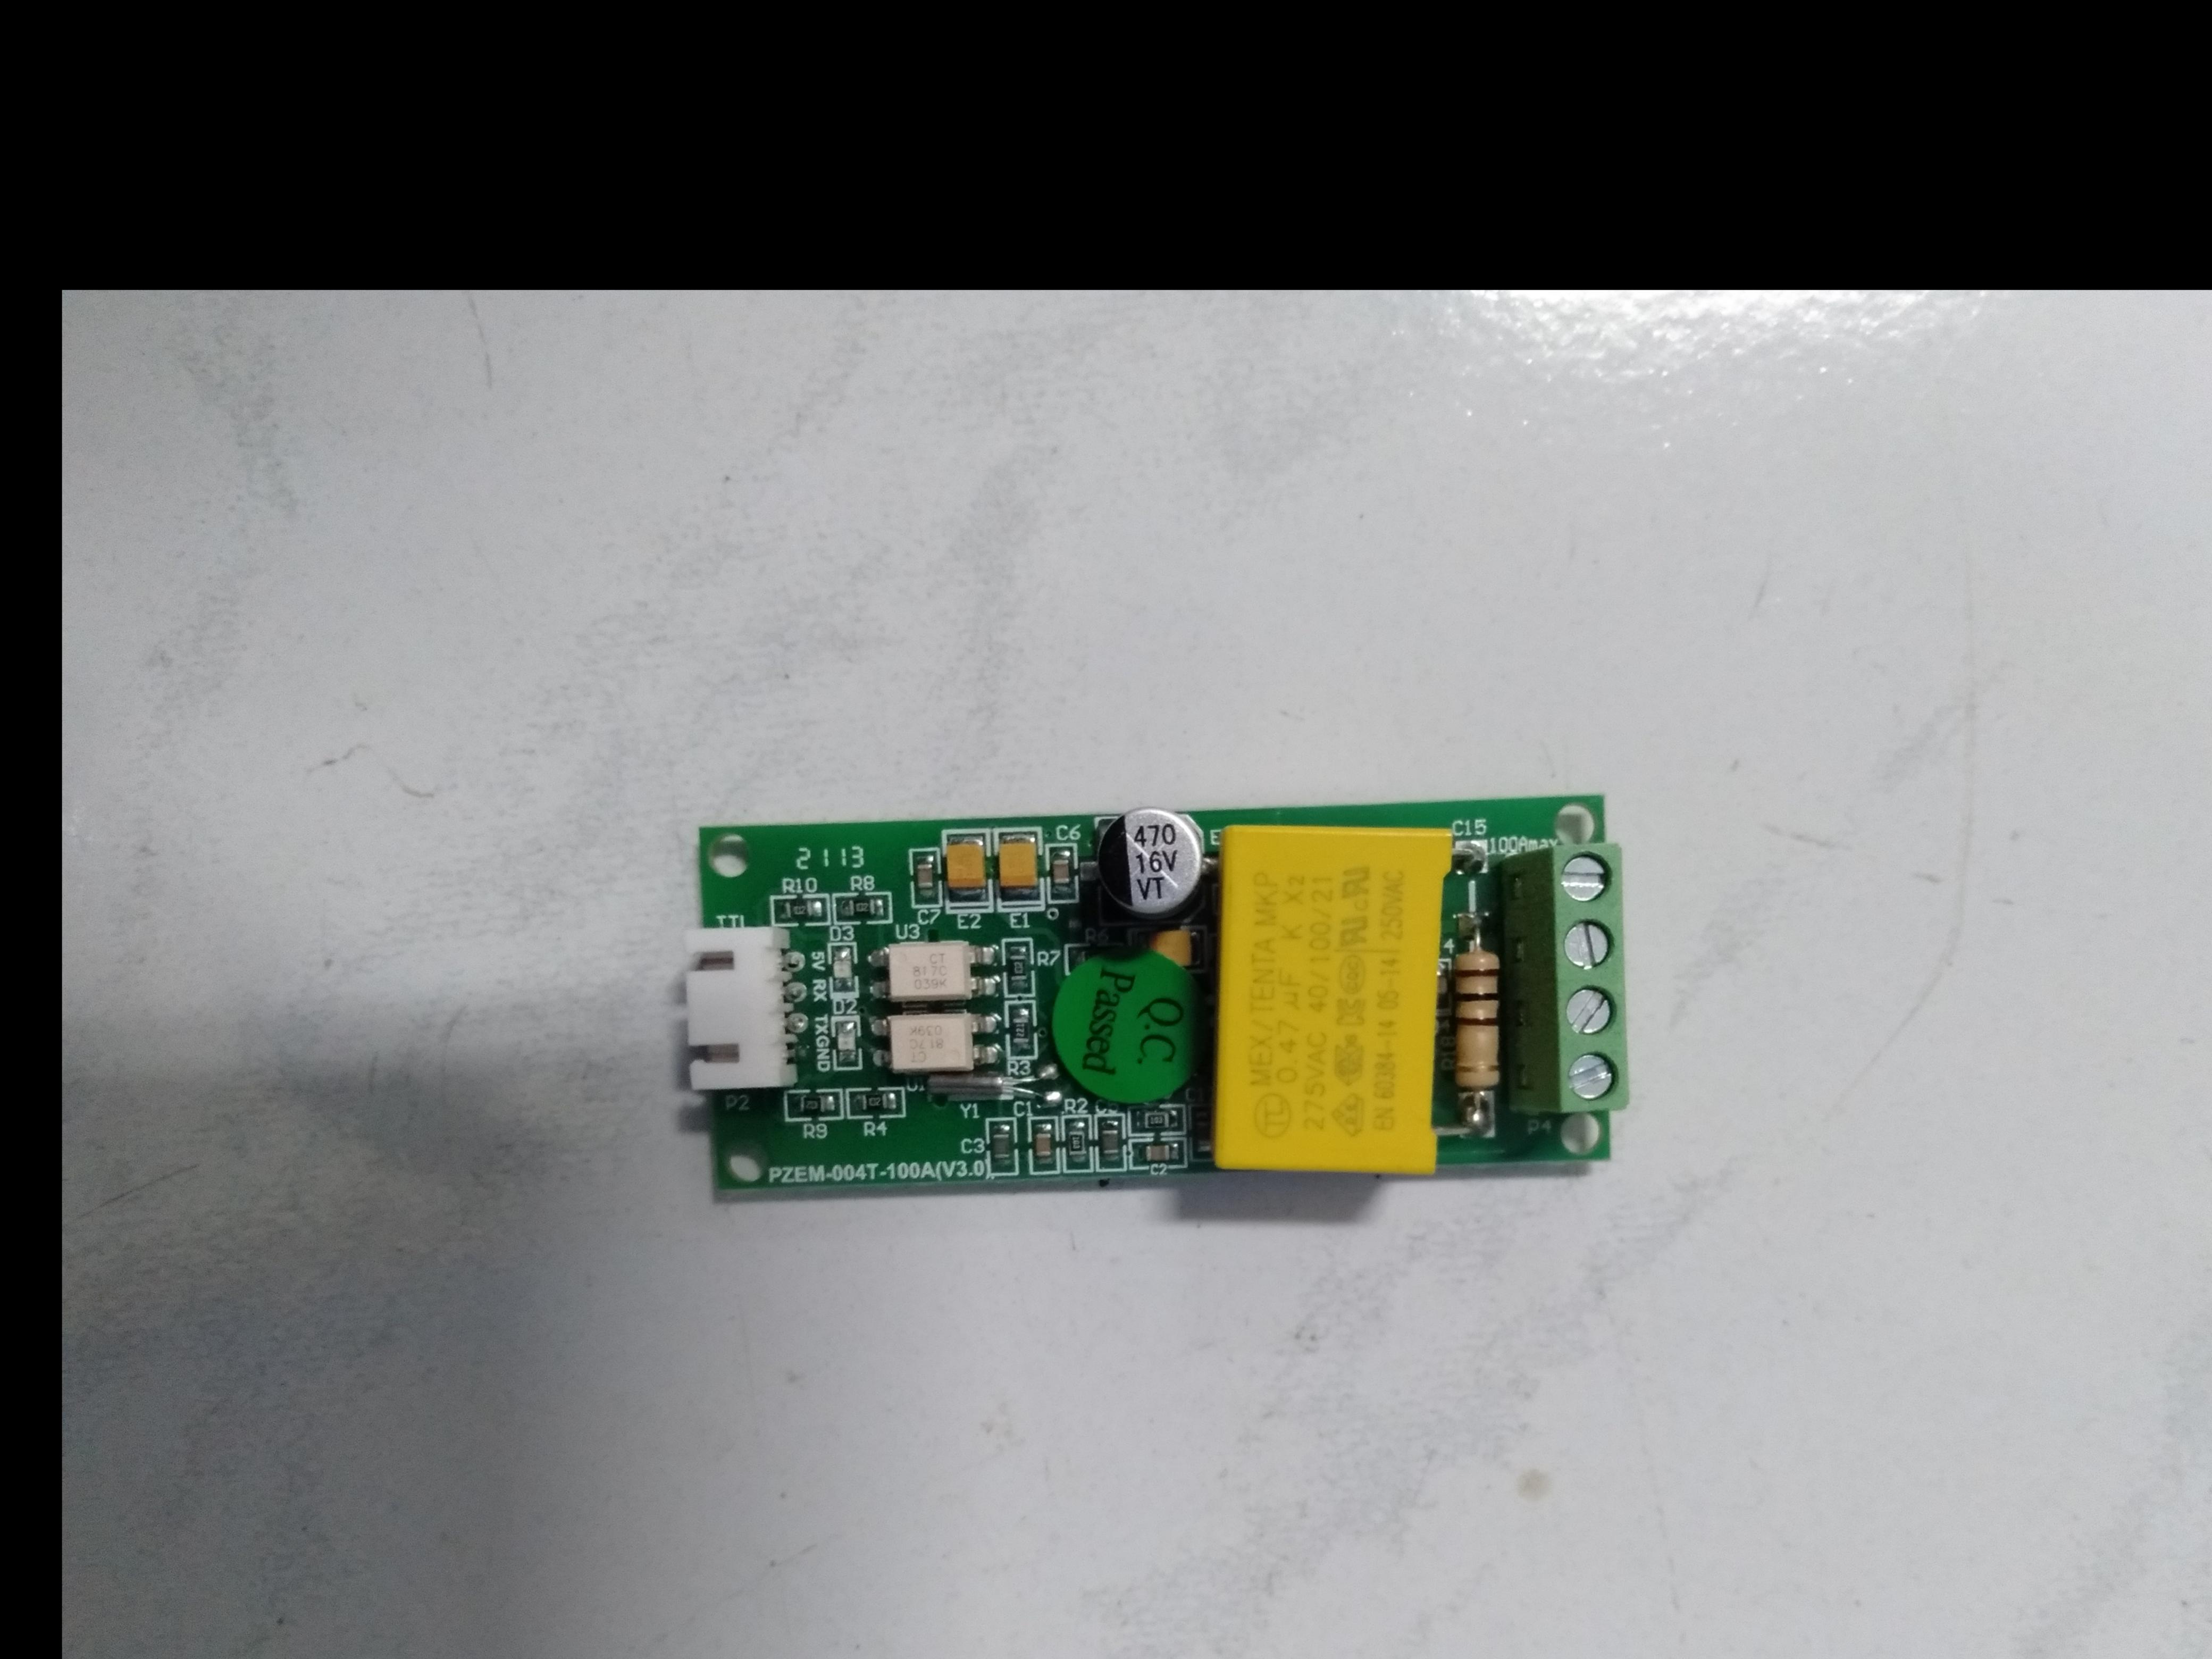 2113
C6
470
16V
VT
C15
100Amax
R10
R8
C7
E2
E1
TTL
D3
U3
R6
5V
RX
TX
GND
CT
817C
039K
R7
D2
CT
817C
039K
R3
Q.C.
Passed
MEX/TENTA MKP
0.47 µF K X2
275VAC 40/100/21
EN 60384-14 05-14 250VAC
R18
P2
Y1
C1
R2
R9
R4
C3
C2
P4
PZEM-004T-100A(V3.0)